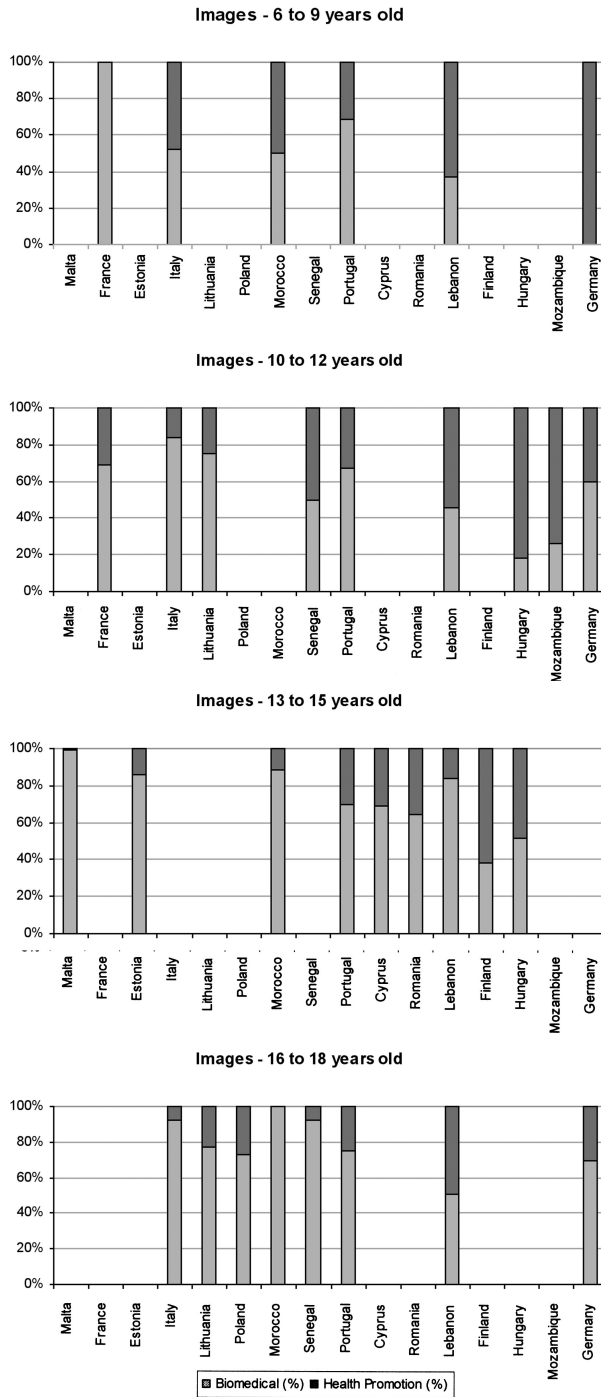 Images - 6 to 9 years old
100%
80%
60%
40%
20%
0%
Malta
France
Estonia
Italy
Lithuania
Poland
Morocco
Senegal
Portugal
Cyprus
Romania
Lebanon
Finland
Hungary
Mozambique
Germany
Images - 10 to 12 years old
100%
80%
60%
40%
20%
0%
Malta
France
Estonia
Italy
Lithuania
Poland
Morocco
Senegal
Portugal
Cyprus
Romania
Lebanon
Finland
Hungary
Mozambique
Germany
Images - 13 to 15 years old
100%
80%
60%
40%
20%
0%
Malta
France
Estonia
Italy
Lithuania
Poland
Morocco
Senegal
Portugal
Cyprus
Romania
Lebanon
Finland
Hungary
Mozambique
Germany
Images - 16 to 18 years old
100%
80%
60%
40%
20%
0%
Malta
France
Estonia
Italy
Lithuania
Poland
Morocco
Senegal
Portugal
Cyprus
Romania
Lebanon
Finland
Hungary
Mozambique
Germany
Biomedical (%) Health Promotion (%)